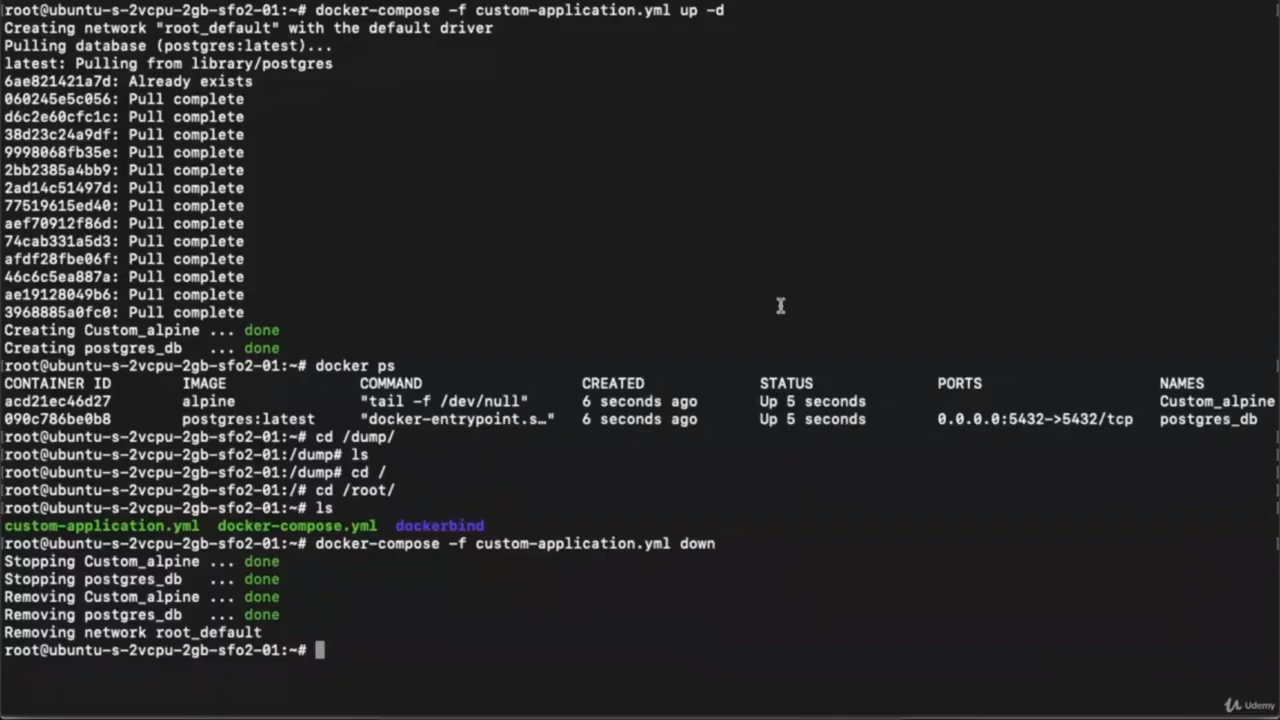 root@ubuntu-s-2vcpu-2gb-sfo2-01:~# docker-compose -f custom-application.yml up -d
Creating network "root_default" with the default driver
Pulling database (postgres:latest)...
latest: Pulling from library/postgres
6ae821421a7d: Already exists
060245e5c056: Pull complete
d6c2e60cfc1c: Pull complete
38d23c24a9df: Pull complete
9998068fb35e: Pull complete
2bb2385a4bb9: Pull complete
2ad14c51497d: Pull complete
77519615ed40: Pull complete
aef70912f86d: Pull complete
74cab331a5d3: Pull complete
afdf28fbe06f: Pull complete
46c6c5ea887a: Pull complete
ae19128049b6: Pull complete
3968885a0fc0: Pull complete
Creating Custom_alpine ... done
Creating postgres_db   ... done
root@ubuntu-s-2vcpu-2gb-sfo2-01:~# docker ps
CONTAINER ID        IMAGE               COMMAND                  CREATED             STATUS              PORTS                    NAMES
acd21ec46d27        alpine              "tail -f /dev/null"      6 seconds ago       Up 5 seconds                                 Custom_alpine
090c786be0b8        postgres:latest     "docker-entrypoint.s…"   6 seconds ago       Up 5 seconds        0.0.0.0:5432->5432/tcp   postgres_db
root@ubuntu-s-2vcpu-2gb-sfo2-01:~# cd /dump/
root@ubuntu-s-2vcpu-2gb-sfo2-01:/dump# ls
root@ubuntu-s-2vcpu-2gb-sfo2-01:/dump# cd /
root@ubuntu-s-2vcpu-2gb-sfo2-01:/# cd /root/
root@ubuntu-s-2vcpu-2gb-sfo2-01:~# ls
custom-application.yml  docker-compose.yml  dockerbind
root@ubuntu-s-2vcpu-2gb-sfo2-01:~# docker-compose -f custom-application.yml down
Stopping Custom_alpine ... done
Stopping postgres_db   ... done
Removing Custom_alpine ... done
Removing postgres_db   ... done
Removing network root_default
root@ubuntu-s-2vcpu-2gb-sfo2-01:~#
Udemy